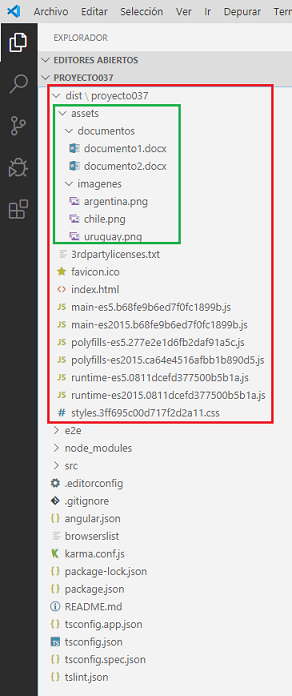 Archivo Editar Selección Ver Ir Depurar Terminal
EXPLORADOR
EDITORES ABIERTOS
PROYECTO037
dist \ proyecto037
assets
documentos
documento1.docx
documento2.docx
imagenes
argentina.png
chile.png
uruguay.png
3rdpartylicenses.txt
favicon.ico
index.html
main-es5.b68fe9b6ed7f0fc1899b.js
main-es2015.b68fe9b6ed7f0fc1899b.js
polyfills-es5.277e2e1d6fb2daf91a5c.js
polyfills-es2015.ca64e4516afbb1b890d5.js
runtime-es5.0811dcefd377500b5b1a.js
runtime-es2015.0811dcefd377500b5b1a.js
styles.3ff695c00d717f2d2a11.css
e2e
node_modules
src
.editorconfig
.gitignore
angular.json
browserslist
karma.conf.js
package-lock.json
package.json
README.md
tsconfig.app.json
tsconfig.json
tsconfig.spec.json
tslint.json